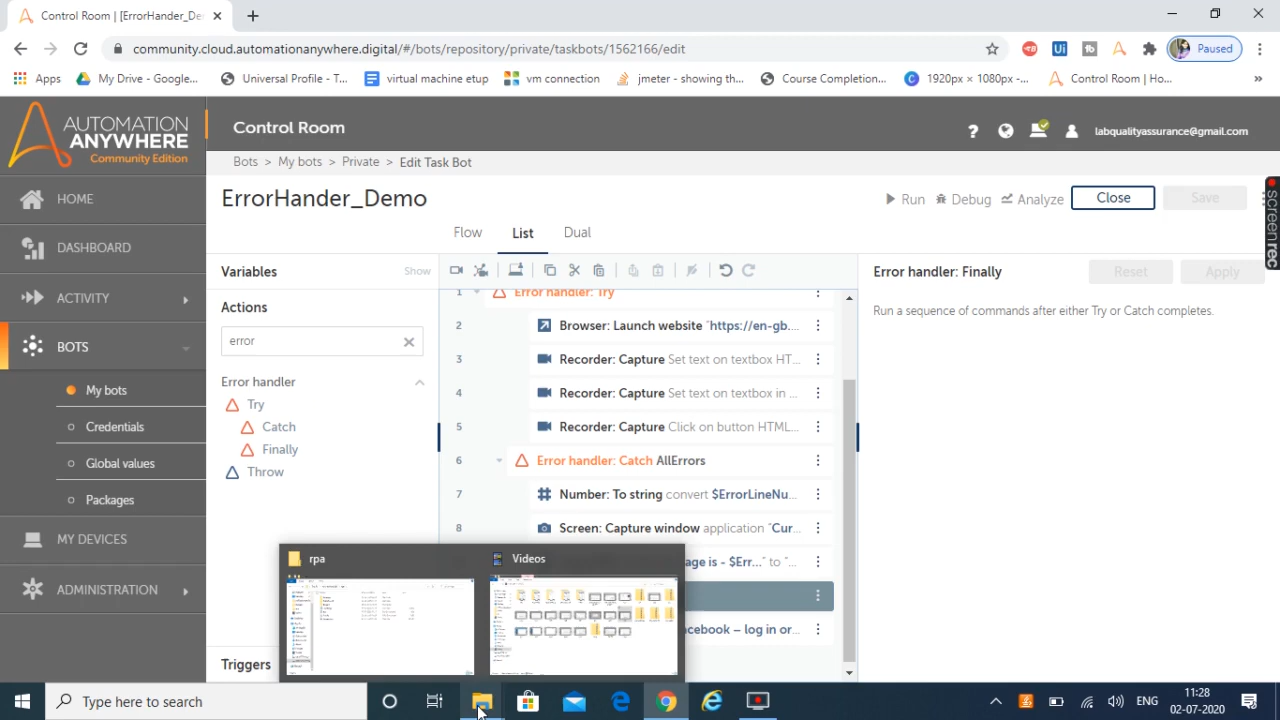 Control Room | [ErrorHander_De
community.cloud.automationanywhere.digital/#/bots/repository/private/taskbots/1562166/edit
Paused
Apps
My Drive - Google...
Universal Profile - T...
virtual machine etup
vm connection
jmeter - showing th...
Course Completion...
1920px × 1080px –...
Control Room | Ho...
»
AUTOMATION
ANYWHERE
Community Edition
Control Room
labqualityassurance@gmail.com
HOME
DASHBOARD
ACTIVITY
BOTS
My bots
Credentials
Global values
Packages
MY DEVICES
ADMINISTRATION
Bots > My bots > Private > Edit Task Bot
ErrorHander_Demo
Run
Debug
Analyze
Close
Save
Flow
List
Dual
Variables
Show
Actions
error
Error handler
Try
Catch
Finally
Throw
Triggers
1 Error handler: Try
2 Browser: Launch website "https://en-gb....
3 Recorder: Capture Set text on textbox HT...
4 Recorder: Capture Set text on textbox in ...
5 Recorder: Capture Click on button HTML...
6 Error handler: Catch AllErrors
7 Number: To string convert $ErrorLineNu...
8 Screen: Capture window application "Cur...
age is - $Err..." to "...
acebook – log in or...
Error handler: Finally
Reset
Apply
Run a sequence of commands after either Try or Catch completes.
screenrec
rpa
Videos
Type here to search
ENG
11:28
02-07-2020